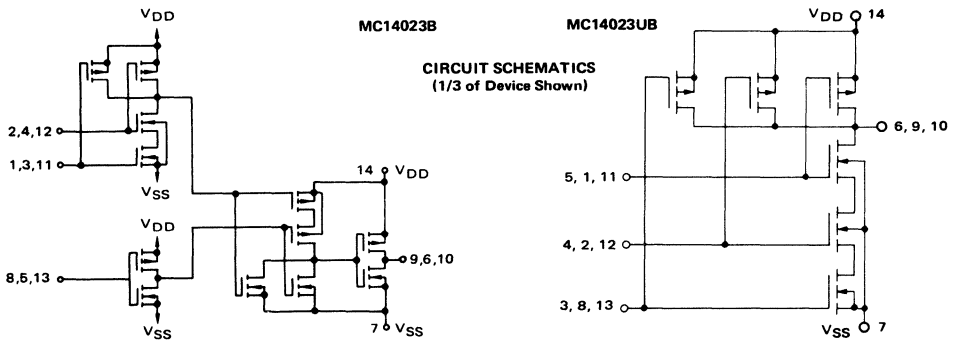 MC14023B
MC14023UB
CIRCUIT SCHEMATICS
(1/3 of Device Shown)
VDD
2,4,12
1,3,11
VSS
VDD
8,5,13
VSS
14 VDD
9,6,10
7 VSS
VDD 14
6, 9, 10
5, 1, 11
4, 2, 12
3, 8, 13
VSS 7